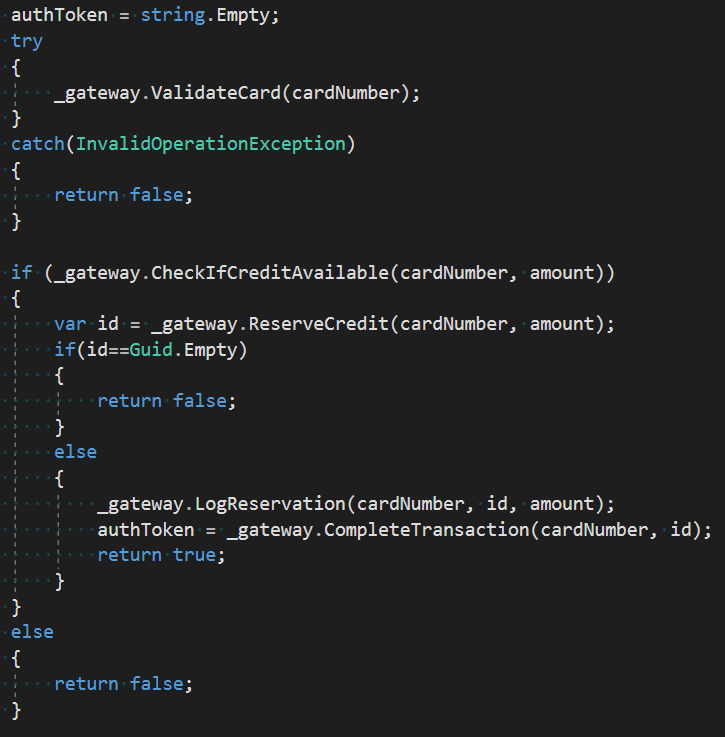 authToken = string.Empty;
try
{
    _gateway.ValidateCard(cardNumber);
}
catch(InvalidOperationException)
{
    return false;
}

if (_gateway.CheckIfCreditAvailable(cardNumber, amount))
{
    var id = _gateway.ReserveCredit(cardNumber, amount);
    if(id==Guid.Empty)
    {
        return false;
    }
    else
    {
        _gateway.LogReservation(cardNumber, id, amount);
        authToken = _gateway.CompleteTransaction(cardNumber, id);
        return true;
    }
}
else
{
    return false;
}